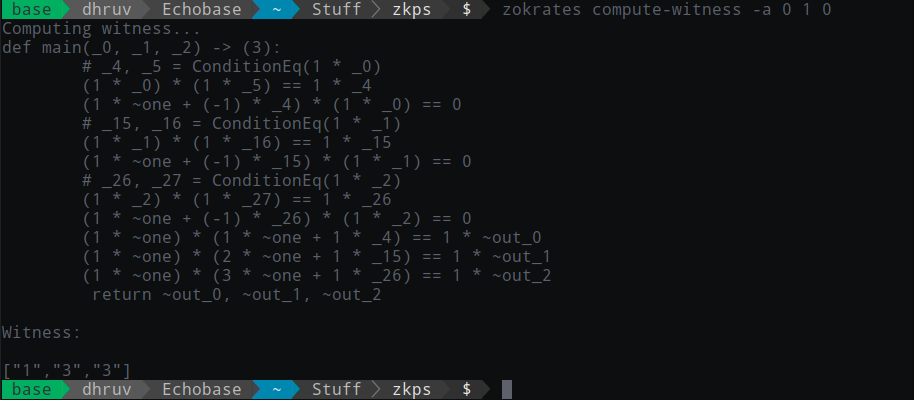 base dhruv Echobase ~ Stuff zkps $ zokrates compute-witness -a 0 1 0
Computing witness...
def main(_0, _1, _2) -> (3):
# _4, _5 = ConditionEq(1 * _0)
(1 * _0) * (1 * _5) == 1 * _4
(1 * ~one + (-1) * _4) * (1 * _0) == 0
# _15, _16 = ConditionEq(1 * _1)
(1 * _1) * (1 * _16) == 1 * _15
(1 * ~one + (-1) * _15) * (1 * _1) == 0
# _26, _27 = ConditionEq(1 * _2)
(1 * _2) * (1 * _27) == 1 * _26
(1 * ~one + (-1) * _26) * (1 * _2) == 0
(1 * ~one) * (1 * ~one + 1 * _4) == 1 * ~out_0
(1 * ~one) * (2 * ~one + 1 * _15) == 1 * ~out_1
(1 * ~one) * (3 * ~one + 1 * _26) == 1 * ~out_2
return ~out_0, ~out_1, ~out_2
Witness:
["1","3","3"]
base dhruv Echobase ~ Stuff zkps $